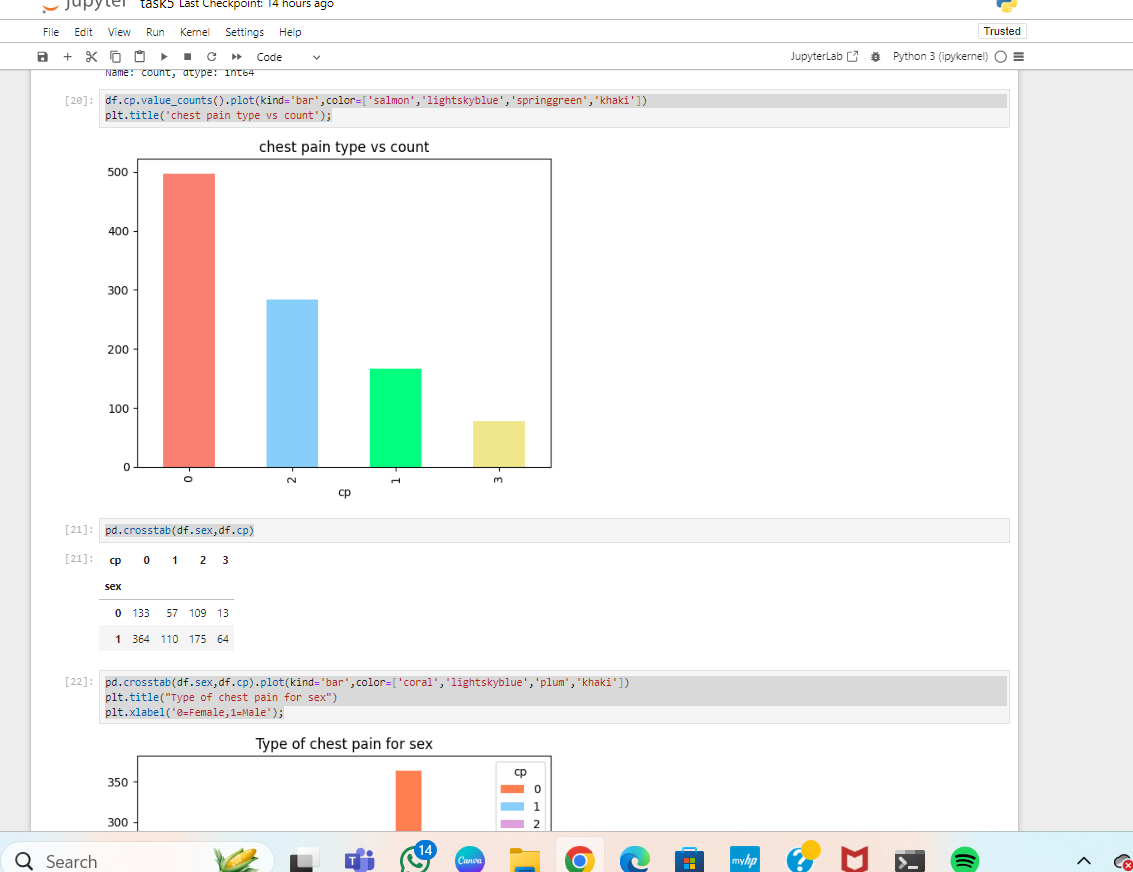 jupyter task5 Last Checkpoint: 14 hours ago
File Edit View Run Kernel Settings Help
Trusted
Code
JupyterLab
Python 3 (ipykernel)
Name: count, dtype: int64
[20]:
df.cp.value_counts().plot(kind='bar',color=['salmon','lightskyblue','springgreen','khaki'])
plt.title('chest pain type vs count');
chest pain type vs count
500
400
300
200
100
0
0 2 1 3
cp
[21]:
pd.crosstab(df.sex,df.cp)
[21]:
cp 0 1 2 3
sex
0 133 57 109 13
1 364 110 175 64
[22]:
pd.crosstab(df.sex,df.cp).plot(kind='bar',color=['coral','lightskyblue','plum','khaki'])
plt.title("Type of chest pain for sex")
plt.xlabel('0=Female,1=Male');
Type of chest pain for sex
350
300
cp
0
1
2
Search
T
14
Canva
myhp
?